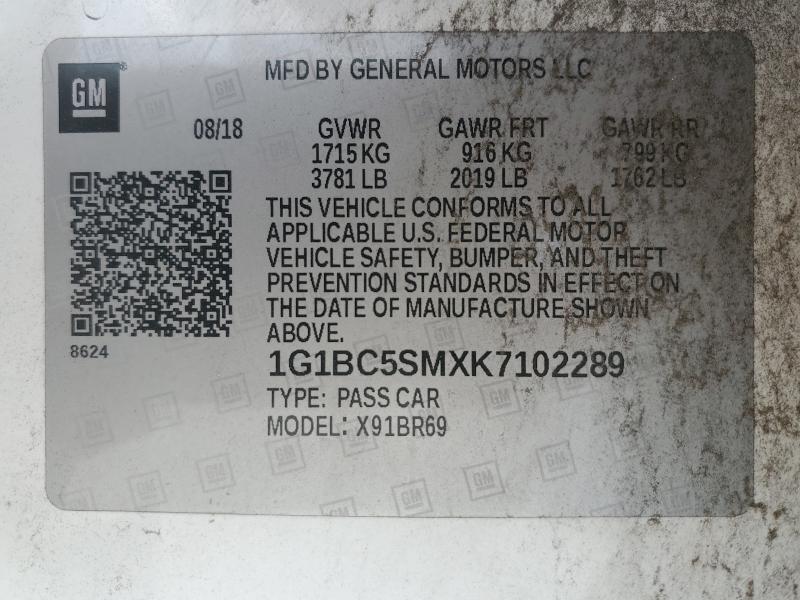 GM
MFD BY GENERAL MOTORS LLC
08/18 GVWR GAWR FRT GAWR RR
1715 KG 916 KG 799 KG
3781 LB 2019 LB 1762 LB
THIS VEHICLE CONFORMS TO ALL
APPLICABLE U.S. FEDERAL MOTOR
VEHICLE SAFETY, BUMPER, AND THEFT
PREVENTION STANDARDS IN EFFECT ON
THE DATE OF MANUFACTURE SHOWN
ABOVE.
8624
1G1BC5SMXK7102289
TYPE: PASS CAR
MODEL: X91BR69